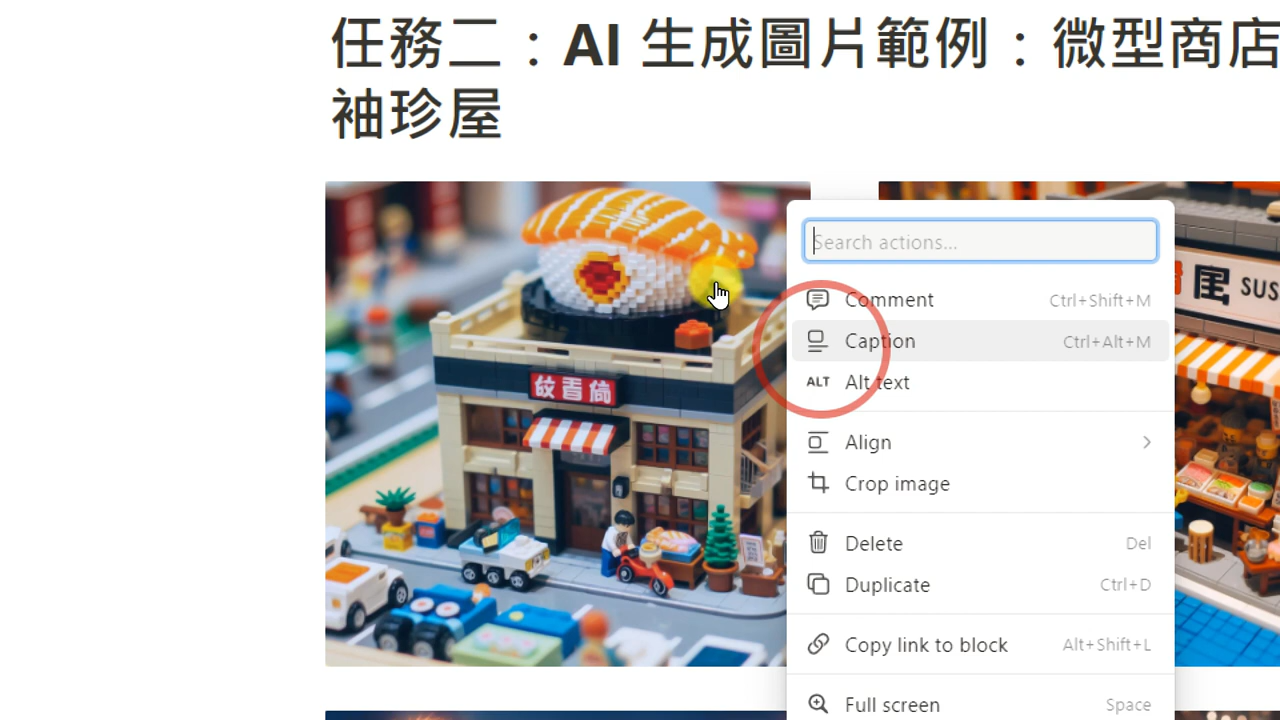 任務二：AI 生成圖片範例：微型商店
袖珍屋
Search actions...
Comment Ctrl+Shift+M
Caption Ctrl+Alt+M
ALT Alt text
Align
Crop image
Delete Del
Duplicate Ctrl+D
Copy link to block Alt+Shift+L
Full screen Space
SUS